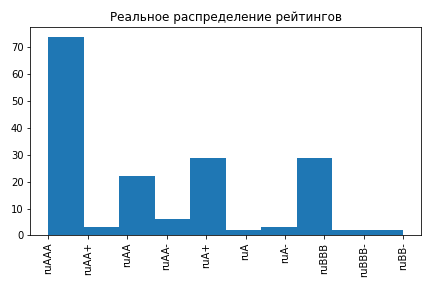 Реальное распределение рейтингов
70
60
50
40
30
20
10
0
ruAAA
ruAA+
ruAA
ruAA-
ruA+
ruA
ruA-
ruBBB
ruBBB-
ruBB-